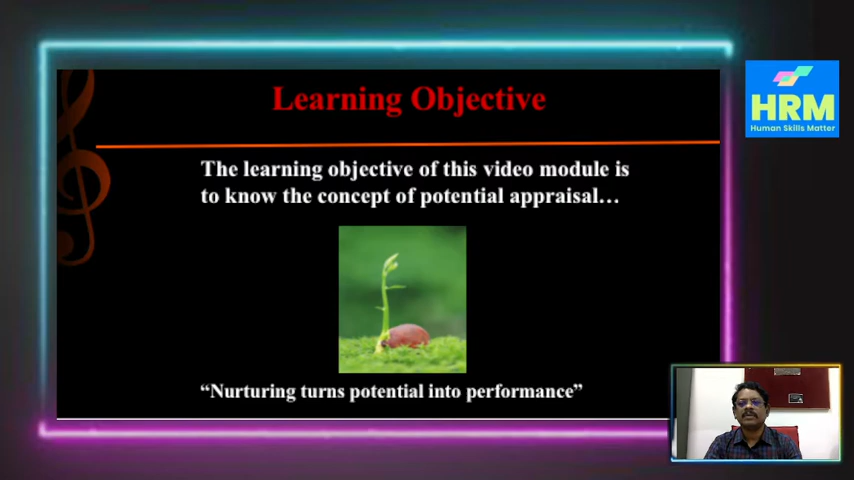 Learning Objective
HRM
Human Skills Matter
The learning objective of this video module is
to know the concept of potential appraisal…
“Nurturing turns potential into performance”